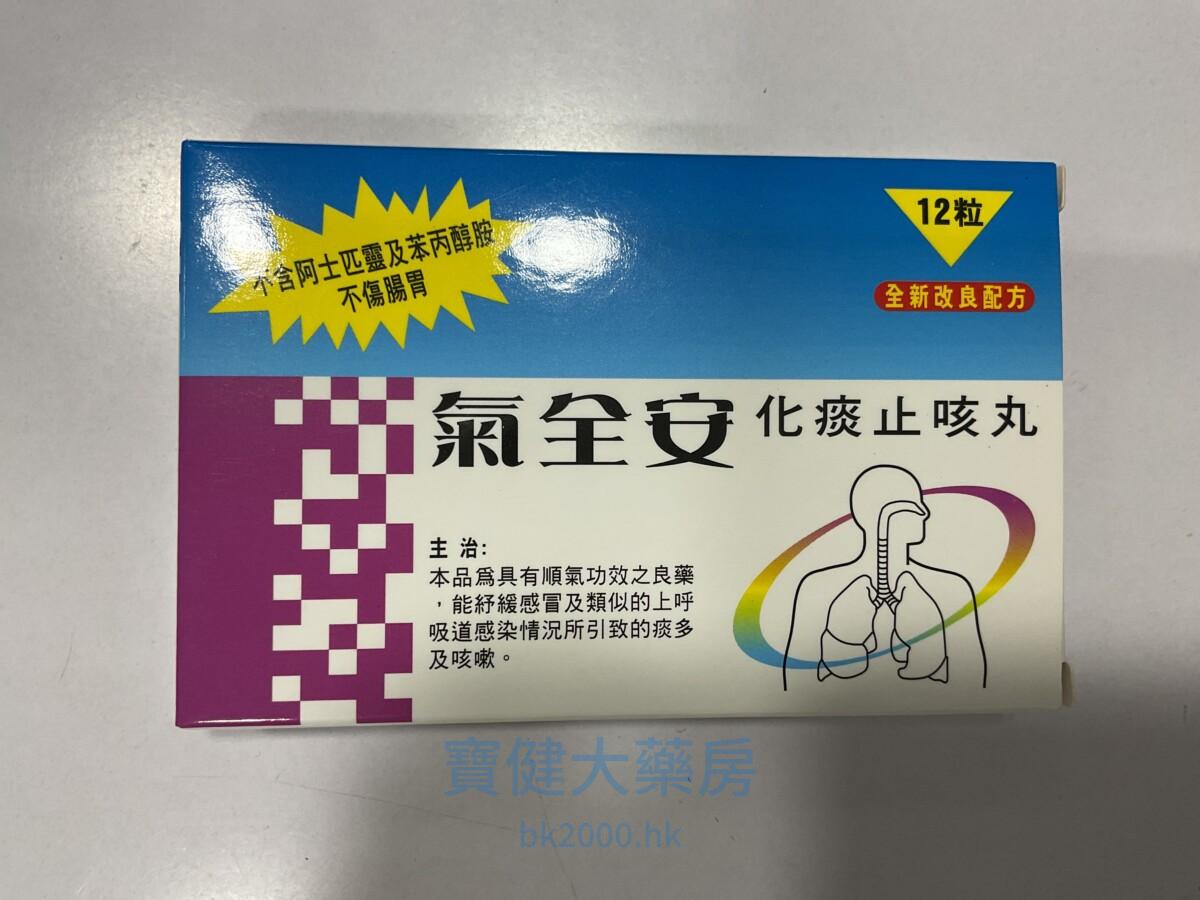 不含阿士匹靈及苯丙醇胺
不傷腸胃
12粒
全新改良配方
氣全安 化痰止咳丸
主治:
本品爲具有順氣功效之良藥
,能紓緩感冒及類似的上呼
吸道感染情況所引致的痰多
及咳嗽。
寶健大藥房
bk2000.hk